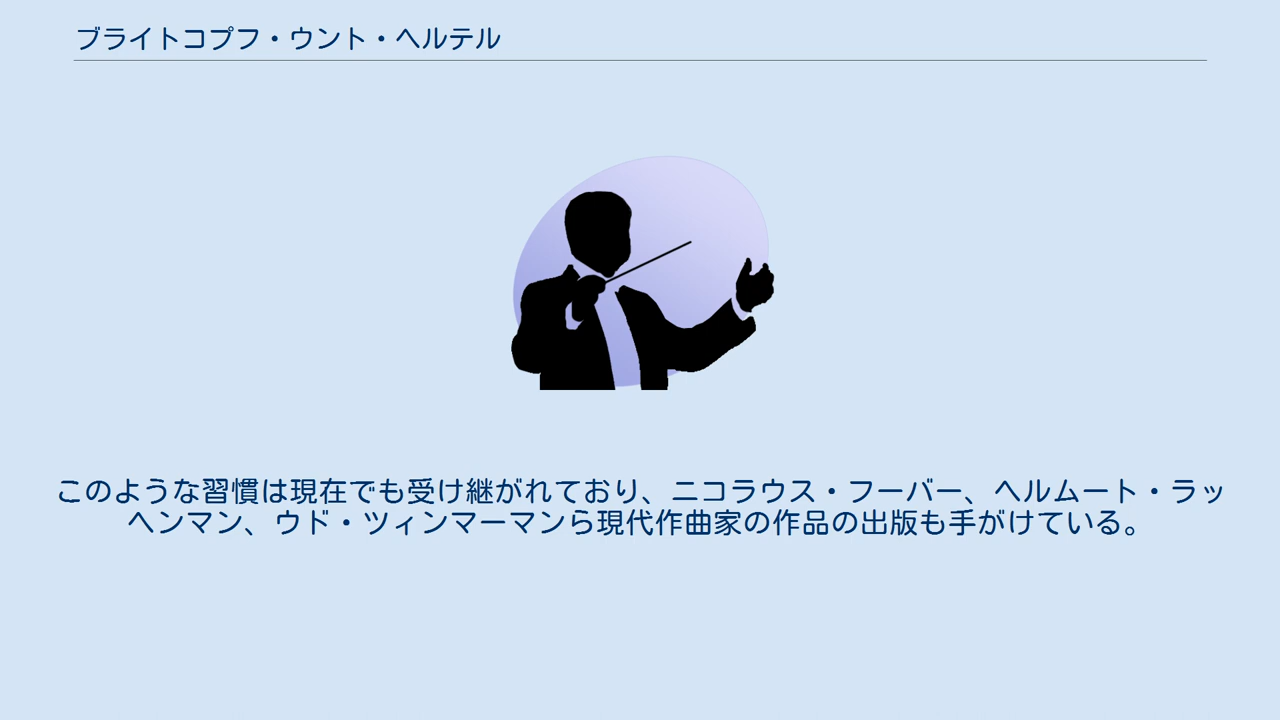 ブライトコプフ・ウント・ヘルテル
このような習慣は現在でも受け継がれており、ニコラウス・フーバー、ヘルムート・ラッ
ヘンマン、ウド・ツィンマーマンら現代作曲家の作品の出版も手がけている。